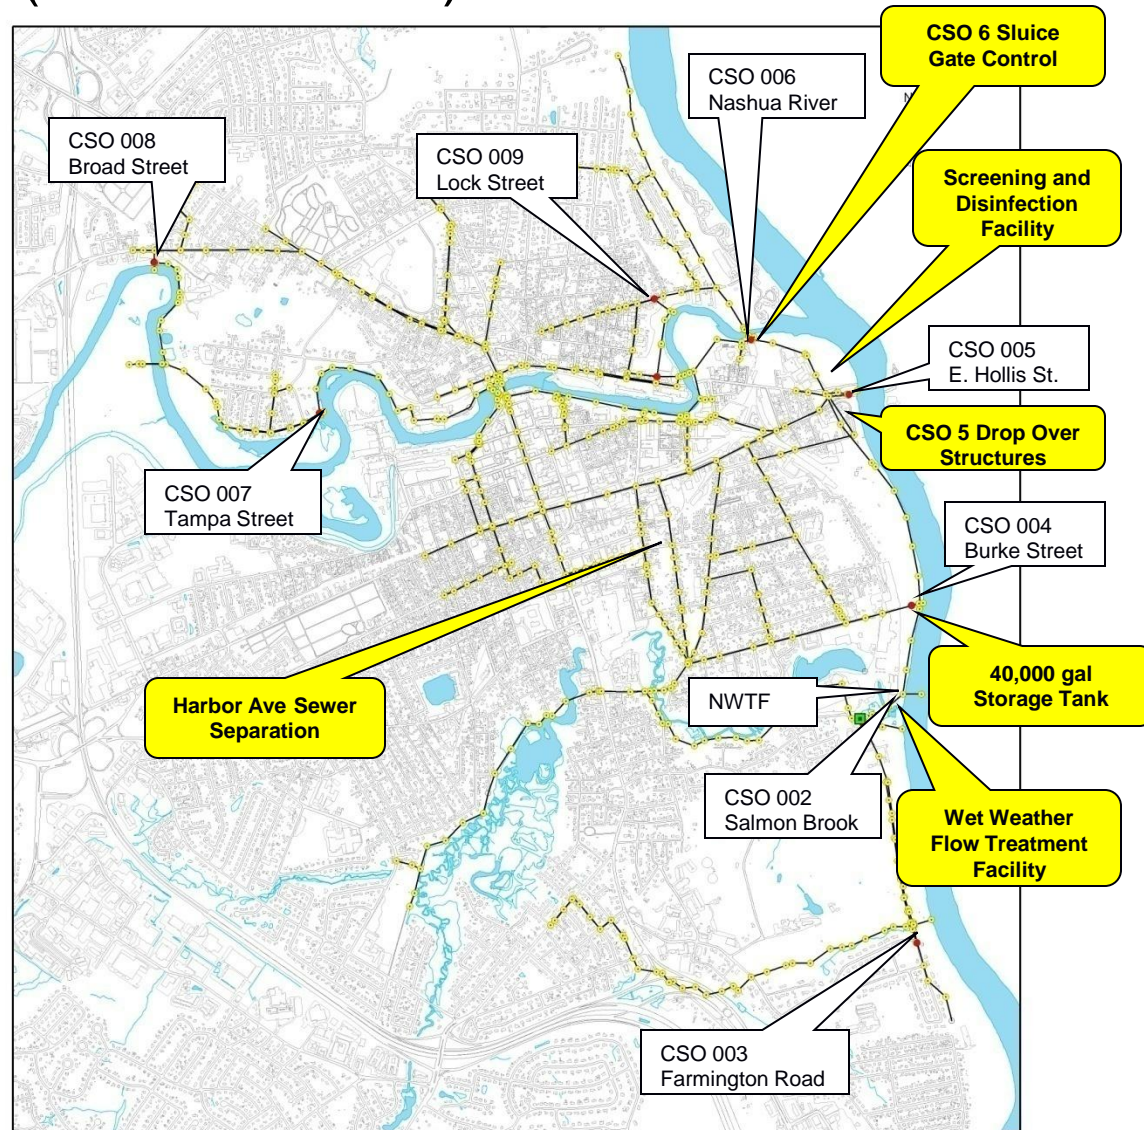 CSO 6 Sluice
Gate Control
CSO 006
Nashua River
N
CSO 008
Broad Street
CSO 009
Lock Street
Screening and
Disinfection
Facility
CSO 005
E. Hollis St.
CSO 5 Drop Over
Structures
CSO 007
Tampa Street
CSO 004
Burke Street
Harbor Ave Sewer
Separation
NWTF
40,000 gal
Storage Tank
CSO 002
Salmon Brook
Wet Weather
Flow Treatment
Facility
CSO 003
Farmington Road